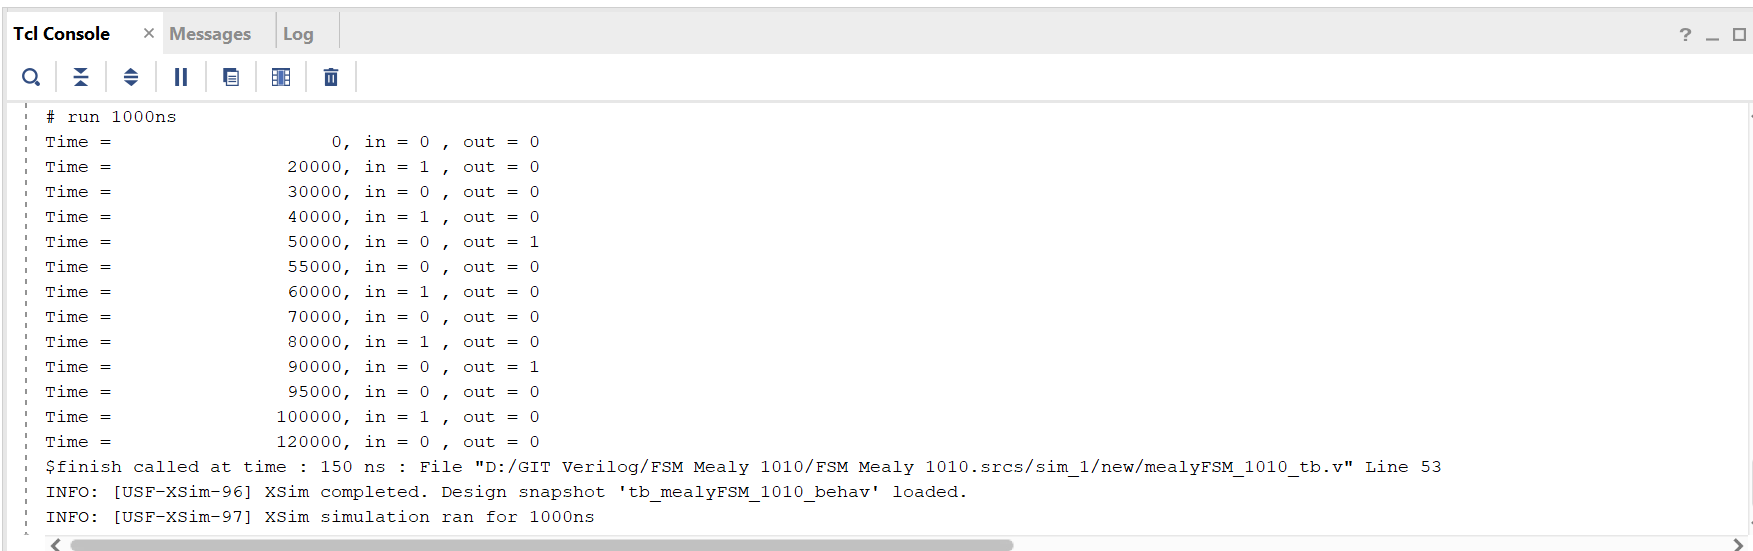 Tcl Console × Messages Log
# run 1000ns
Time =                    0, in = 0 , out = 0
Time =                20000, in = 1 , out = 0
Time =                30000, in = 0 , out = 0
Time =                40000, in = 1 , out = 0
Time =                50000, in = 0 , out = 1
Time =                55000, in = 0 , out = 0
Time =                60000, in = 1 , out = 0
Time =                70000, in = 0 , out = 0
Time =                80000, in = 1 , out = 0
Time =                90000, in = 0 , out = 1
Time =                95000, in = 0 , out = 0
Time =               100000, in = 1 , out = 0
Time =               120000, in = 0 , out = 0
$finish called at time : 150 ns : File "D:/GIT Verilog/FSM Mealy 1010/FSM Mealy 1010.srcs/sim_1/new/mealyFSM_1010_tb.v" Line 53
INFO: [USF-XSim-96] XSim completed. Design snapshot 'tb_mealyFSM_1010_behav' loaded.
INFO: [USF-XSim-97] XSim simulation ran for 1000ns